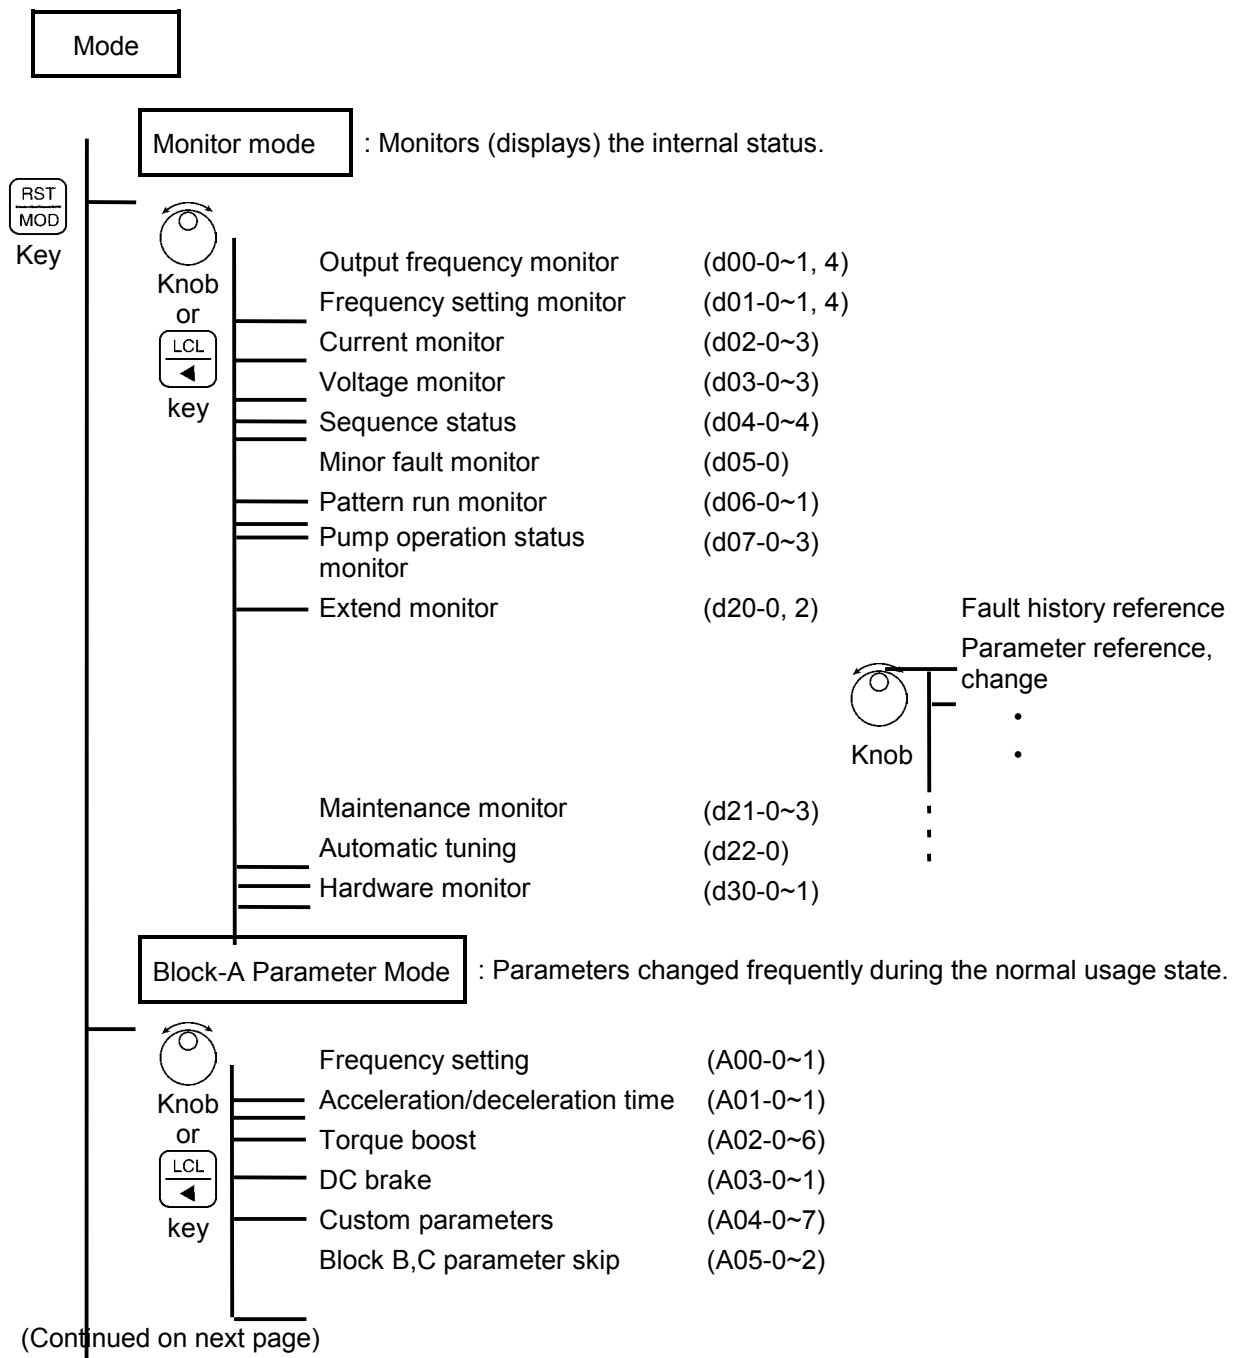 Mode
Monitor mode : Monitors (displays) the internal status.
RST
MOD
Key
Knob
or
LCL
◀
key
Output frequency monitor (d00-0~1, 4)
Frequency setting monitor (d01-0~1, 4)
Current monitor (d02-0~3)
Voltage monitor (d03-0~3)
Sequence status (d04-0~4)
Minor fault monitor (d05-0)
Pattern run monitor (d06-0~1)
Pump operation status (d07-0~3)
monitor
Extend monitor (d20-0, 2)
Fault history reference
Parameter reference,
change
•
•
Knob
Maintenance monitor (d21-0~3)
Automatic tuning (d22-0)
Hardware monitor (d30-0~1)
Block-A Parameter Mode : Parameters changed frequently during the normal usage state.
Knob
or
LCL
◀
key
Frequency setting (A00-0~1)
Acceleration/deceleration time (A01-0~1)
Torque boost (A02-0~6)
DC brake (A03-0~1)
Custom parameters (A04-0~7)
Block B,C parameter skip (A05-0~2)
(Continued on next page)